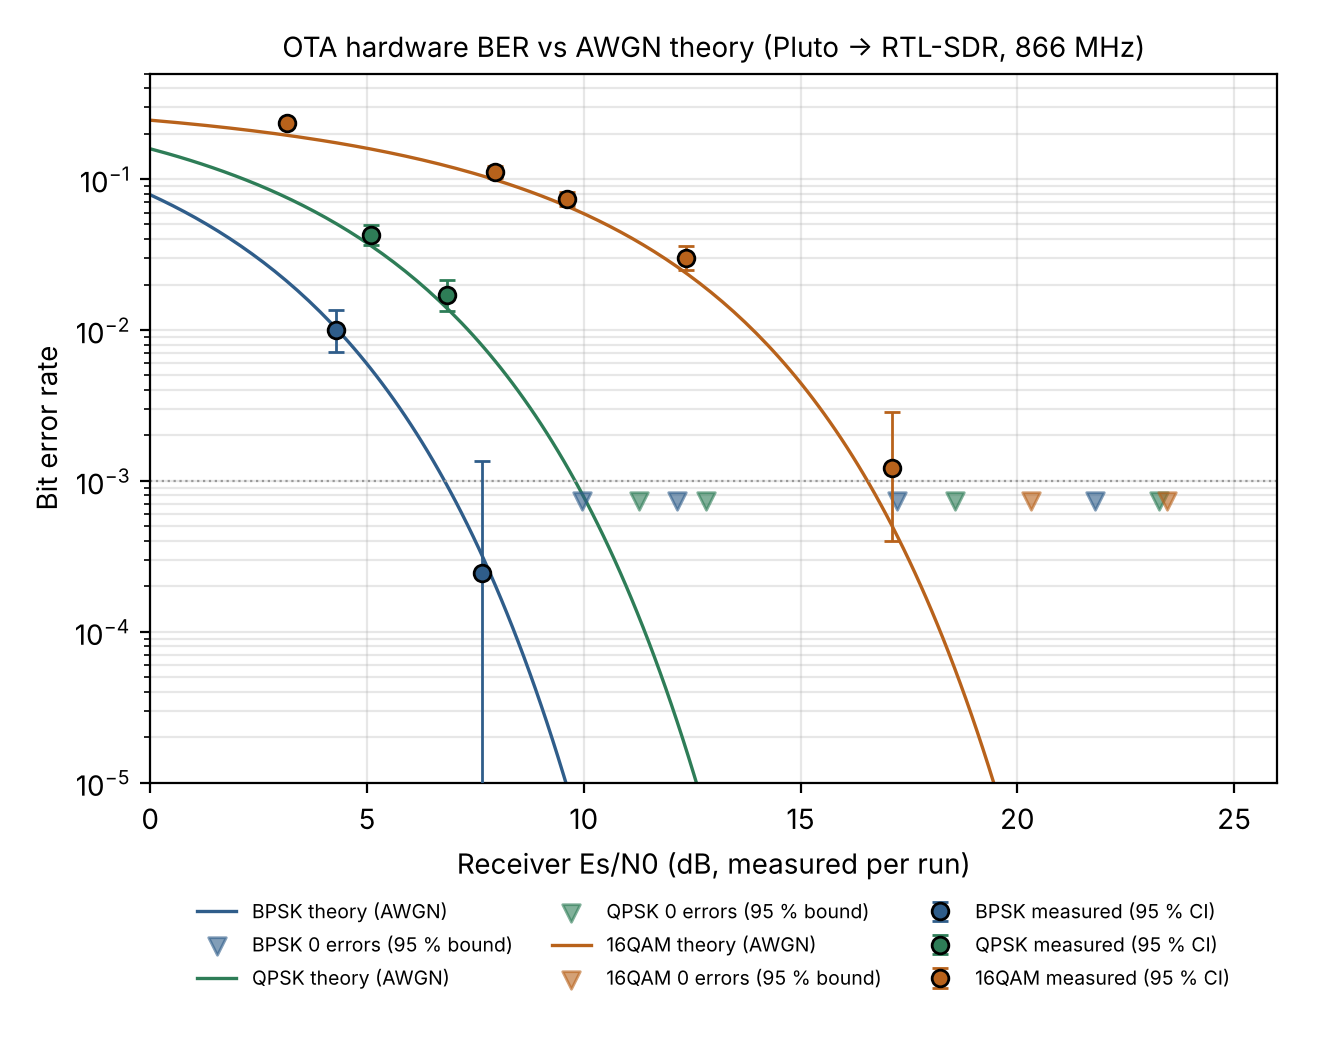 OTA hardware BER vs AWGN theory (Pluto → RTL-SDR, 866 MHz)
Bit error rate
10⁻¹
10⁻²
10⁻³
10⁻⁴
10⁻⁵
0 5 10 15 20 25
Receiver Es/N0 (dB, measured per run)
BPSK theory (AWGN)
BPSK 0 errors (95 % bound)
QPSK theory (AWGN)
QPSK 0 errors (95 % bound)
16QAM theory (AWGN)
16QAM 0 errors (95 % bound)
BPSK measured (95 % CI)
QPSK measured (95 % CI)
16QAM measured (95 % CI)